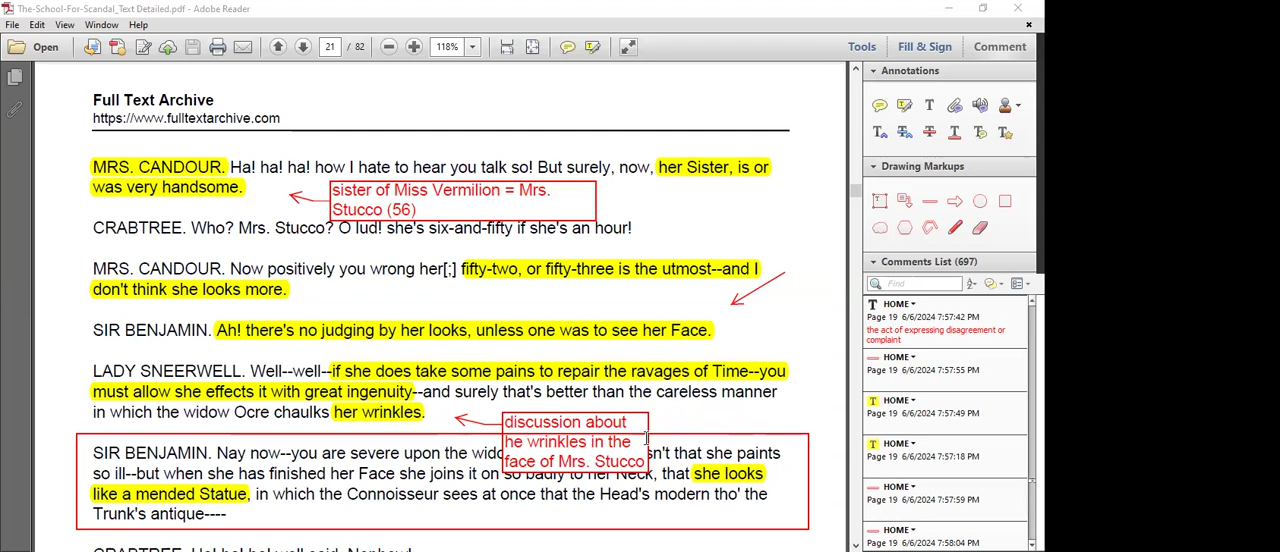 The-School-For-Scandal_Text Detailed.pdf - Adobe Reader
File Edit View Window Help
Open 21 / 82 118% Tools Fill & Sign Comment
Full Text Archive
https://www.fulltextarchive.com
MRS. CANDOUR. Ha! ha! ha! how I hate to hear you talk so! But surely, now, her Sister, is or
was very handsome.
sister of Miss Vermilion = Mrs.
Stucco (56)
CRABTREE. Who? Mrs. Stucco? O lud! she's six-and-fifty if she's an hour!
MRS. CANDOUR. Now positively you wrong her[;] fifty-two, or fifty-three is the utmost--and I
don't think she looks more.
SIR BENJAMIN. Ah! there's no judging by her looks, unless one was to see her Face.
LADY SNEERWELL. Well--well--if she does take some pains to repair the ravages of Time--you
must allow she effects it with great ingenuity--and surely that's better than the careless manner
in which the widow Ocre chaulks her wrinkles.
discussion about
he wrinkles in the
face of Mrs. Stucco
SIR BENJAMIN. Nay now--you are severe upon the wido sn't that she paints
so ill--but when she has finished her Face she joins it on so badly to her Neck, that she looks
like a mended Statue, in which the Connoisseur sees at once that the Head's modern tho' the
Trunk's antique----
CRABTREE. Ha! ha! ha! well said, Nephew!
Annotations
Drawing Markups
Comments List (697)
Find
HOME
Page 19 6/6/2024 7:57:42 PM
the act of expressing disagreement or
complaint
HOME
Page 19 6/6/2024 7:57:55 PM
HOME
Page 19 6/6/2024 7:57:49 PM
HOME
Page 19 6/6/2024 7:57:18 PM
HOME
Page 19 6/6/2024 7:57:59 PM
HOME
Page 19 6/6/2024 7:58:04 PM